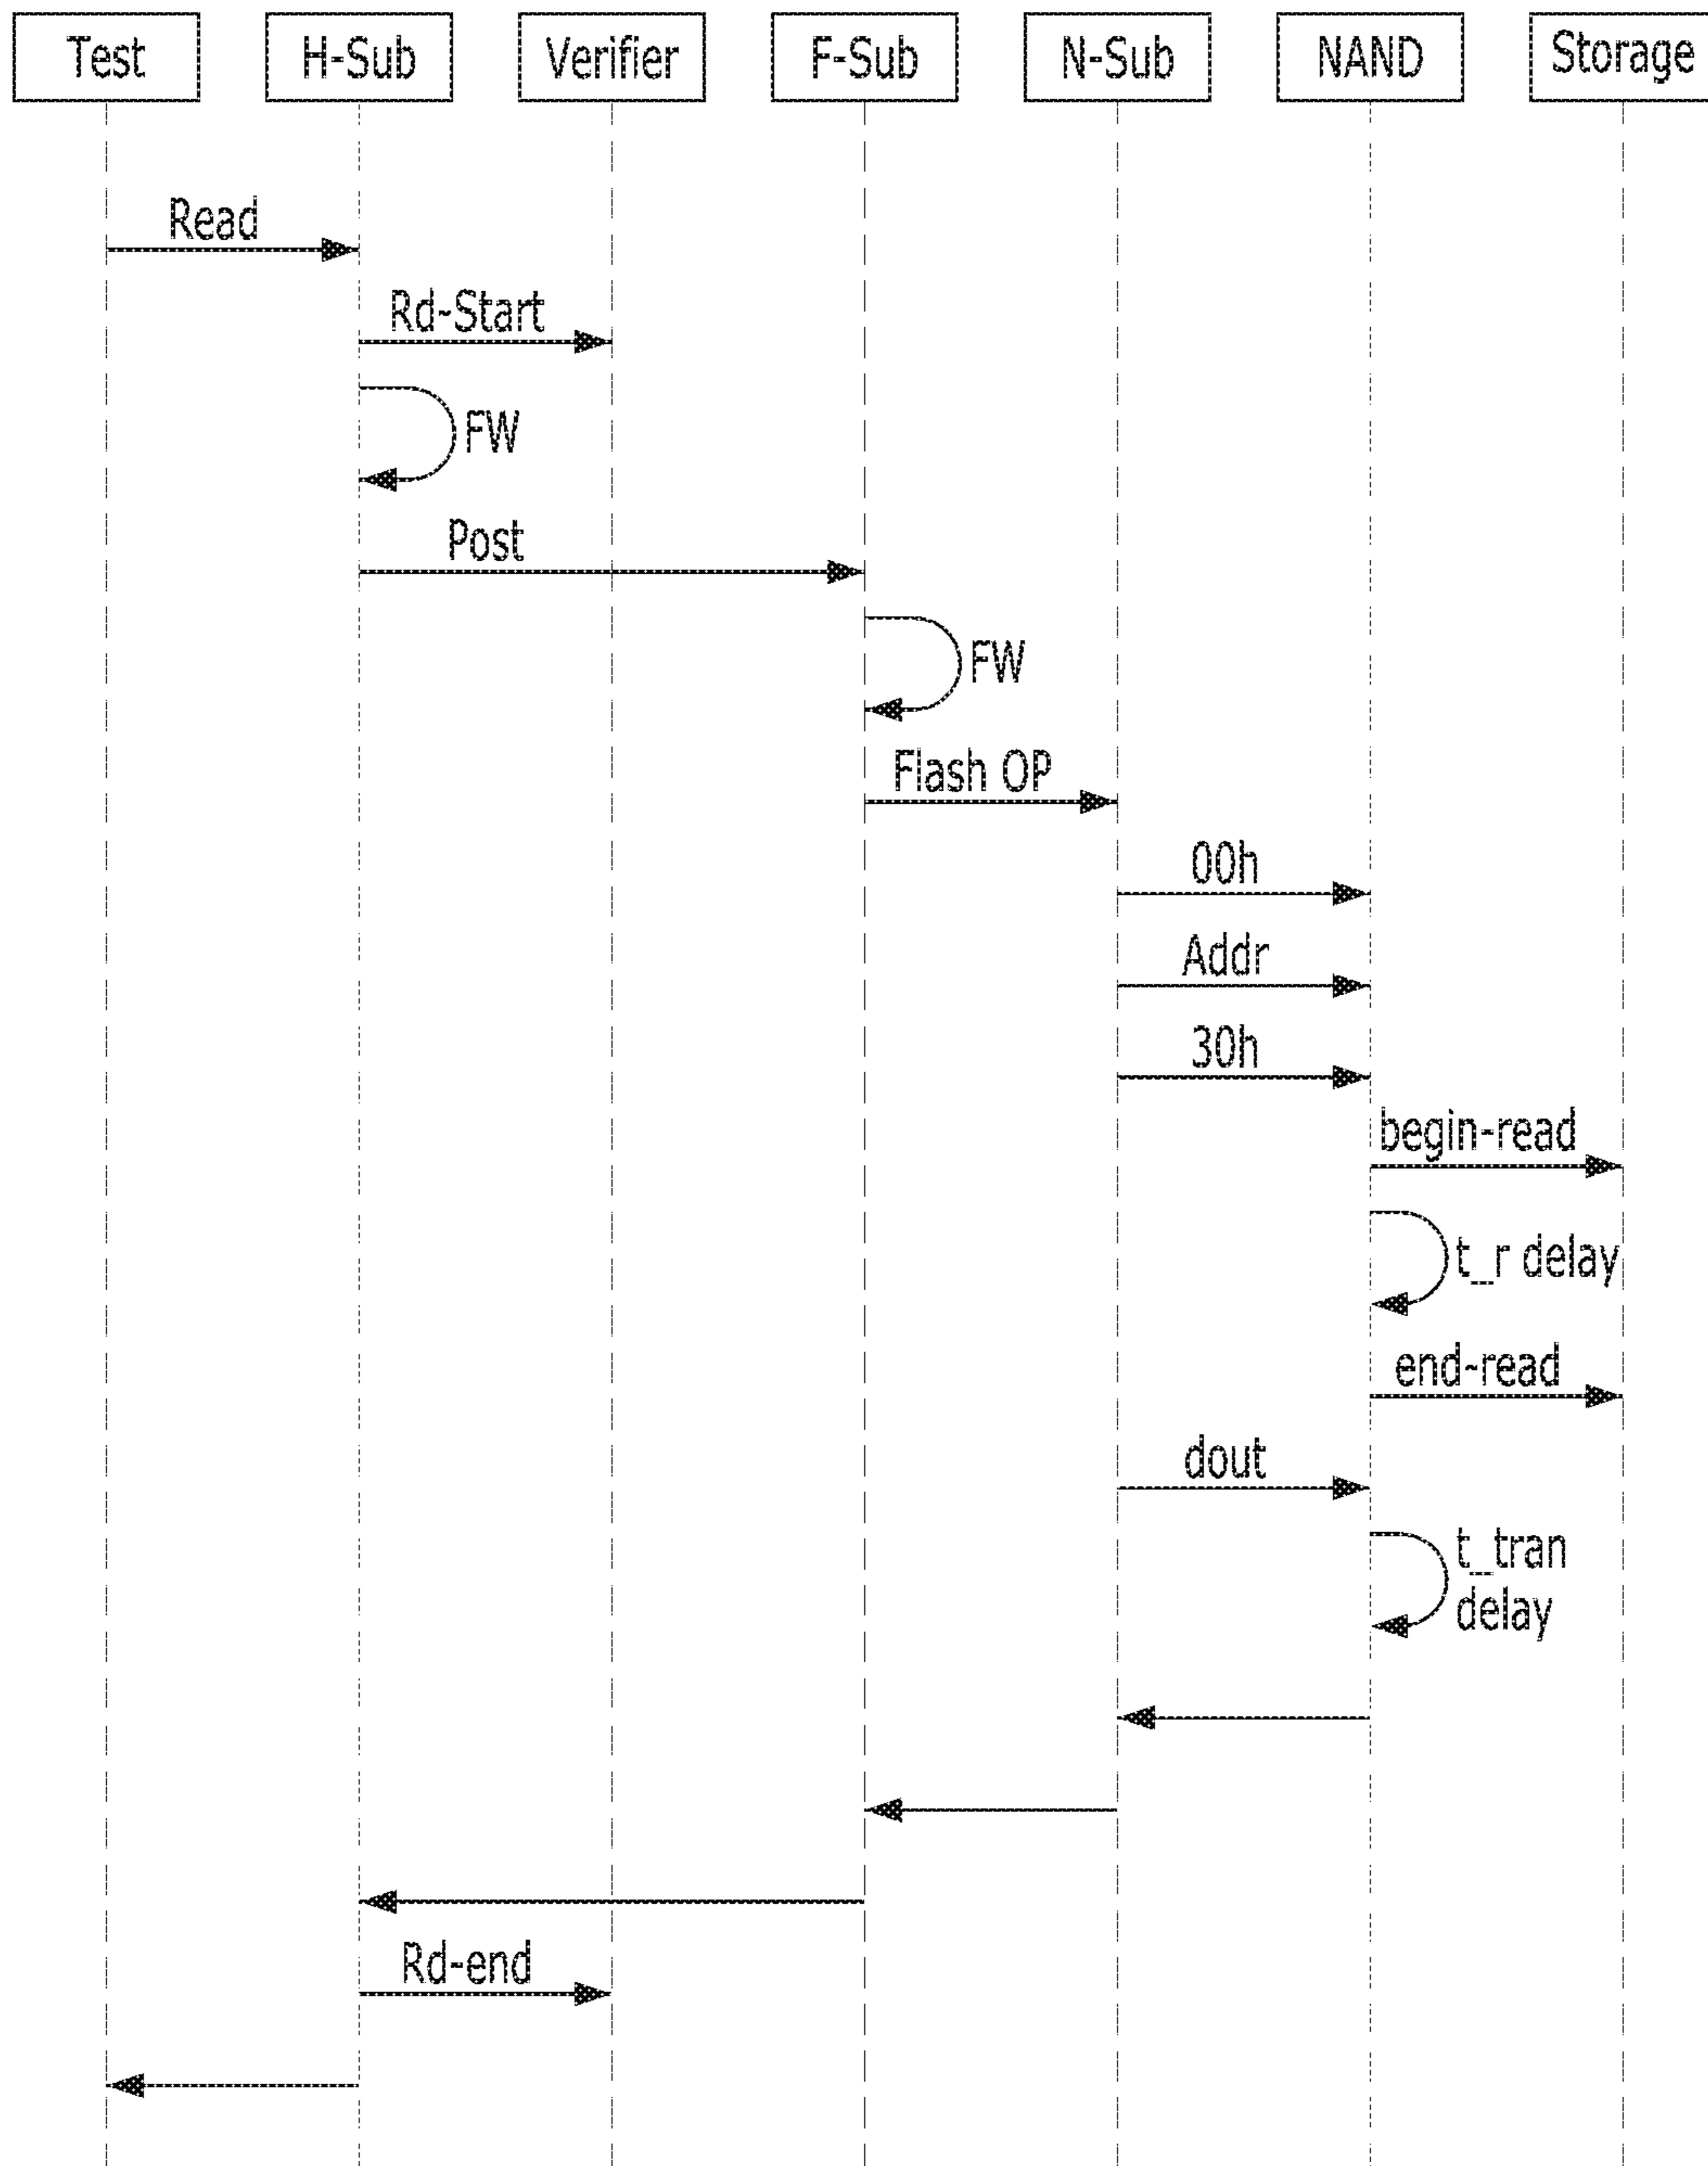 Test
H-Sub
Verifier
F-Sub
N-Sub
NAND
Storage
Read
Rd-Start
FW
Post
FW
Flash OP
00h
Addr
30h
begin-read
t_r delay
end-read
dout
t_tran
delay
Rd-end